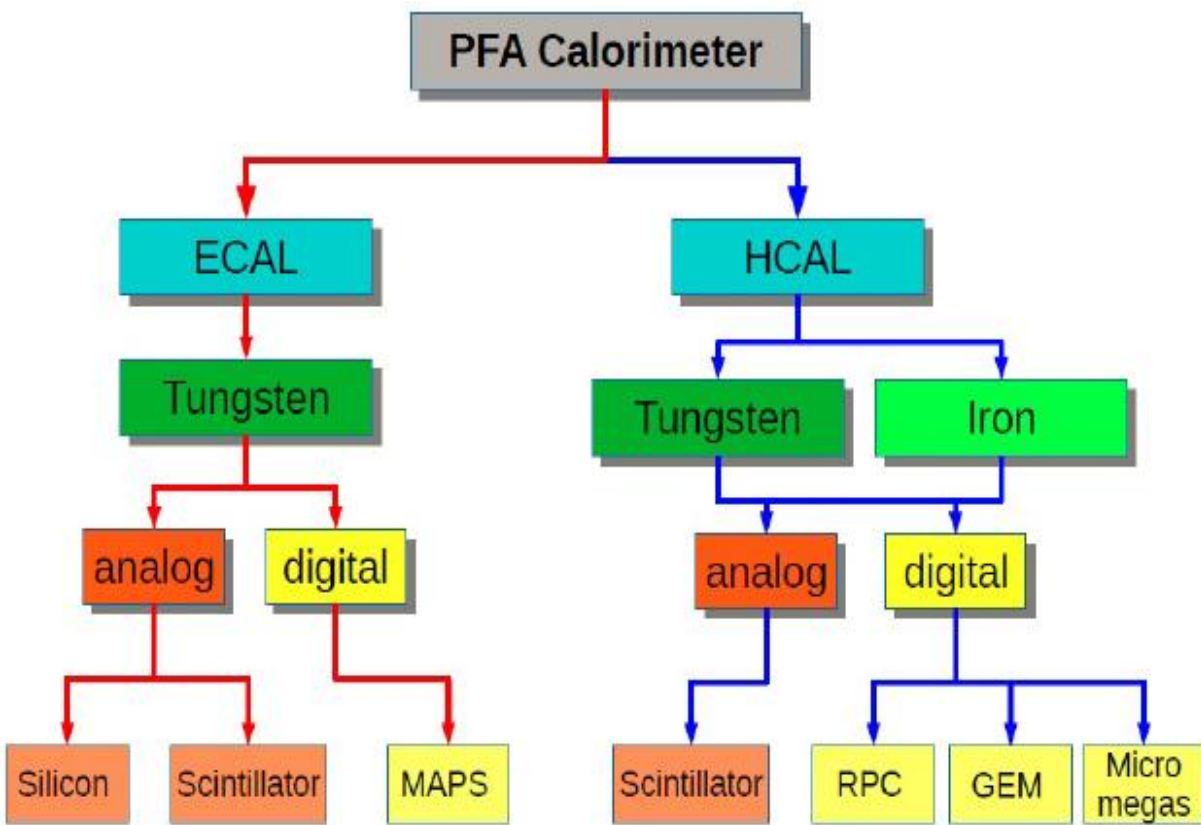 PFA Calorimeter
ECAL
HCAL
Tungsten
Tungsten
Iron
analog
digital
analog
digital
Silicon
Scintillator
MAPS
Scintillator
RPC
GEM
Micro
megas